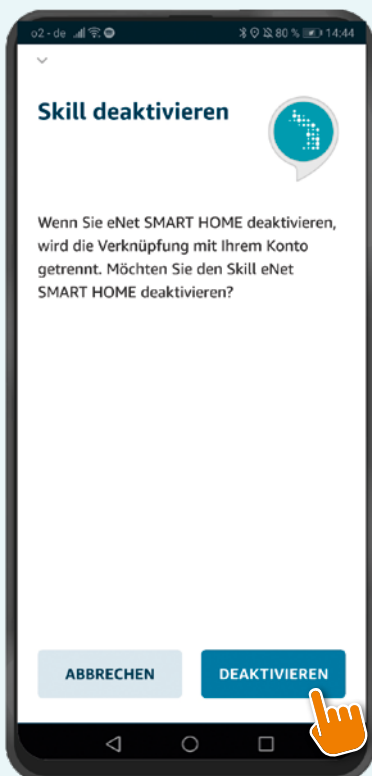 o2-de 80 % 14:44
Skill deaktivieren
Wenn Sie eNet SMART HOME deaktivieren,
wird die Verknüpfung mit Ihrem Konto
getrennt. Möchten Sie den Skill eNet
SMART HOME deaktivieren?
ABBRECHEN DEAKTIVIEREN